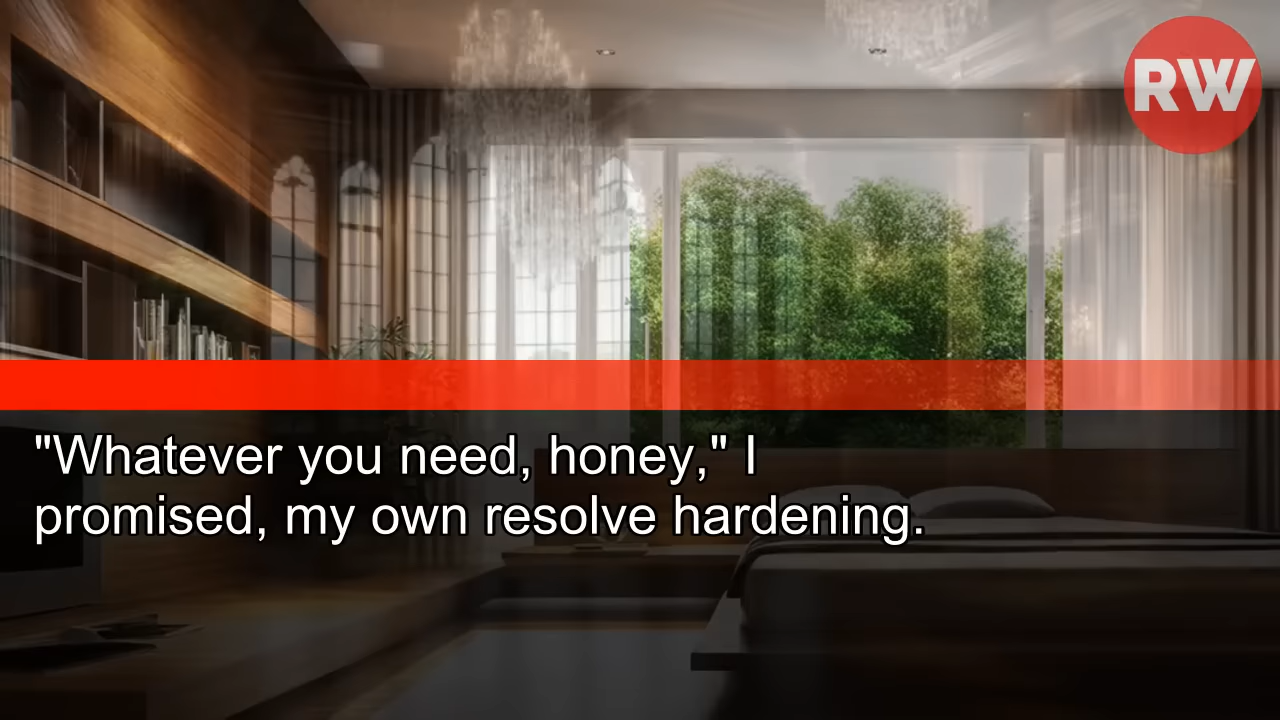 RW
"Whatever you need, honey," I
promised, my own resolve hardening.